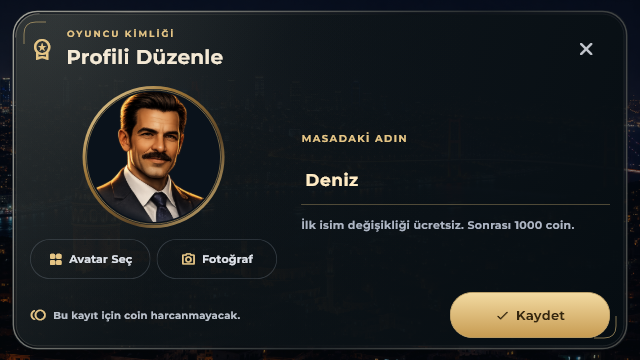 OYUNCU KİMLİĞİ
Profili Düzenle
MASADAKİ ADIN
Deniz
İlk isim değişikliği ücretsiz. Sonrası 1000 coin.
Avatar Seç
Fotoğraf
Bu kayıt için coin harcanmayacak.
Kaydet